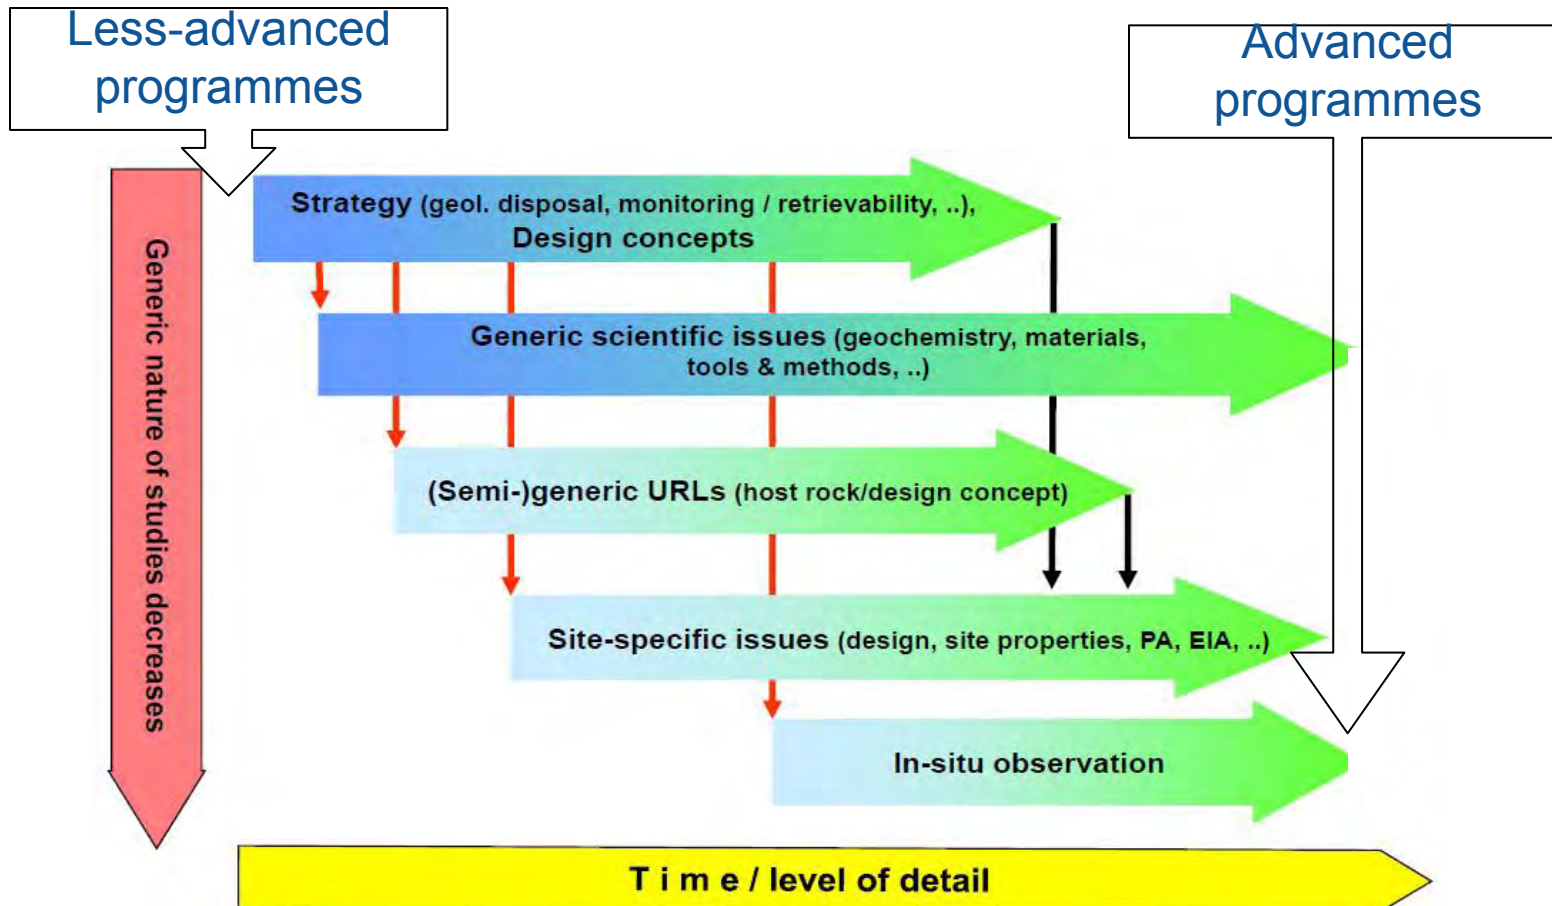 Less-advanced
programmes
Advanced
programmes
Generic nature of studies decreases
Strategy (geol. disposal, monitoring / retrievability, ..),
Design concepts
Generic scientific issues (geochemistry, materials,
tools & methods, ..)
(Semi-)generic URLs (host rock/design concept)
Site-specific issues (design, site properties, PA, EIA, ..)
In-situ observation
T i m e / level of detail